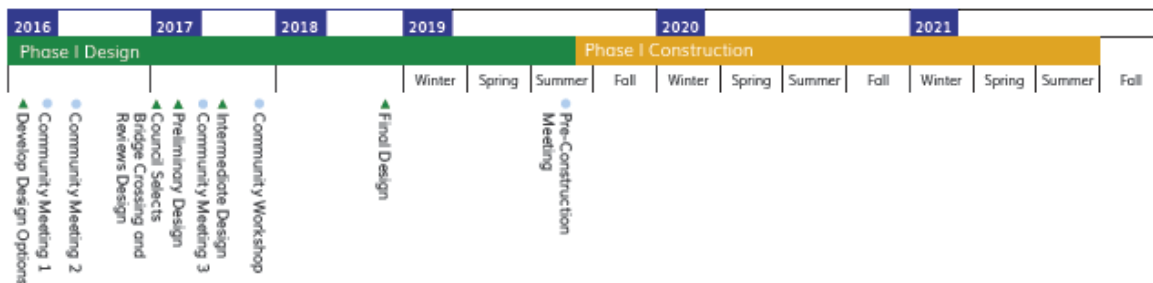 2016 2017 2018 2019 2020 2021
Phase I Design Phase I Construction
Winter Spring Summer Fall Winter Spring Summer Fall Winter Spring Summer Fall
Develop Design Options
Community Meeting 1
Community Meeting 2
Council Selects
Bridge Crossing and
Reviews Design
Preliminary Design
Community Meeting 3
Intermediate Design
Community Workshop
Final Design
Pre-Construction
Meeting